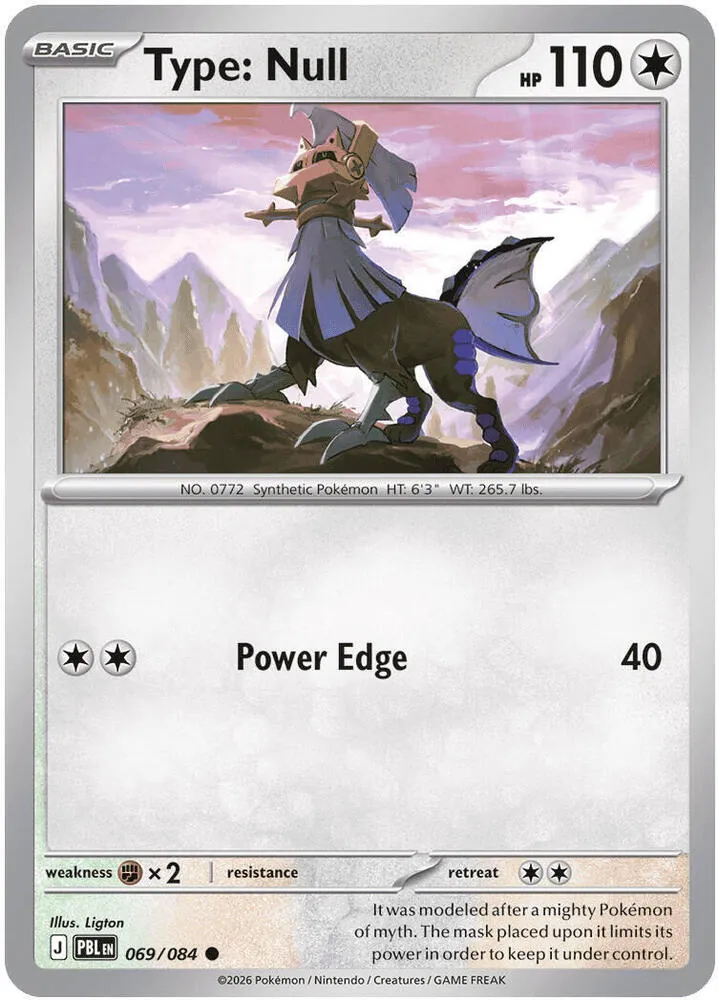 BASIC
Type: Null
HP 110
NO. 0772 Synthetic Pokémon HT: 6'3" WT: 265.7 lbs.
Power Edge 40
weakness ×2 resistance retreat
Illus. Ligton
It was modeled after a mighty Pokémon
of myth. The mask placed upon it limits its
power in order to keep it under control.
J PBL EN 069/084
©2026 Pokémon / Nintendo / Creatures / GAME FREAK